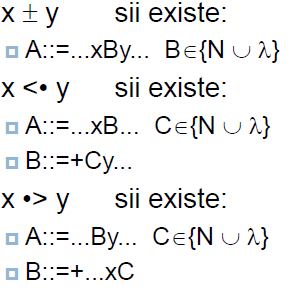 x ± y sii existe:
A::=...xBy... B∈{N ∪ λ}
x <• y sii existe:
A::=...xB... C∈{N ∪ λ}
B::=+Cy...
x •> y sii existe:
A::=...By... C∈{N ∪ λ}
B::=+...xC